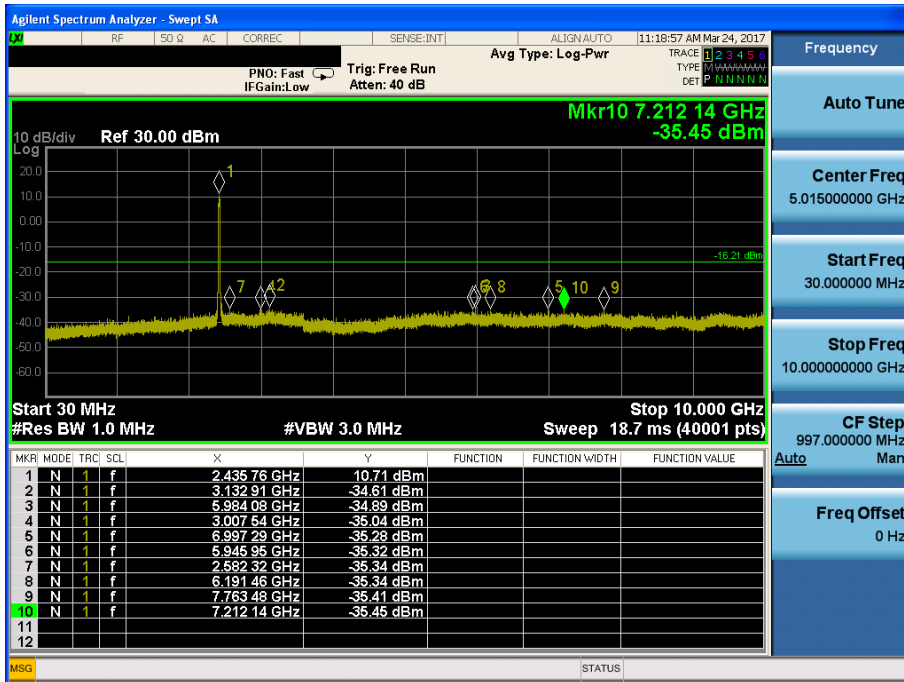 Agilent Spectrum Analyzer - Swept SA
LXI RF 50 Ω AC CORREC SENSE:INT ALIGN AUTO 11:18:57 AM Mar 24, 2017
PNO: Fast
IFGain:Low
Trig: Free Run
Atten: 40 dB
Avg Type: Log-Pwr
TRACE 1 2 3 4 5 6
TYPE M WWWWW
DET P N N N N N
Mkr10 7.212 14 GHz
-35.45 dBm
10 dB/div Ref 30.00 dBm
Log
20.0
10.0
0.00
-10.0
-20.0
-30.0
-40.0
-50.0
-60.0
-16.21 dBm
1
7 2 8 5 10 9
Start 30 MHz Stop 10.000 GHz
#Res BW 1.0 MHz #VBW 3.0 MHz Sweep 18.7 ms (40001 pts)
MKR MODE TRC SCL X Y FUNCTION FUNCTION WIDTH FUNCTION VALUE
1 N 1 f 2.435 76 GHz 10.71 dBm
2 N 1 f 3.132 91 GHz -34.61 dBm
3 N 1 f 5.984 08 GHz -34.89 dBm
4 N 1 f 3.007 54 GHz -35.04 dBm
5 N 1 f 6.997 29 GHz -35.28 dBm
6 N 1 f 5.945 95 GHz -35.32 dBm
7 N 1 f 2.582 32 GHz -35.34 dBm
8 N 1 f 6.191 46 GHz -35.34 dBm
9 N 1 f 7.763 48 GHz -35.41 dBm
10 N 1 f 7.212 14 GHz -35.45 dBm
11
12
MSG STATUS
Frequency
Auto Tune
Center Freq
5.015000000 GHz
Start Freq
30.000000 MHz
Stop Freq
10.000000000 GHz
CF Step
997.000000 MHz
Auto Man
Freq Offset
0 Hz